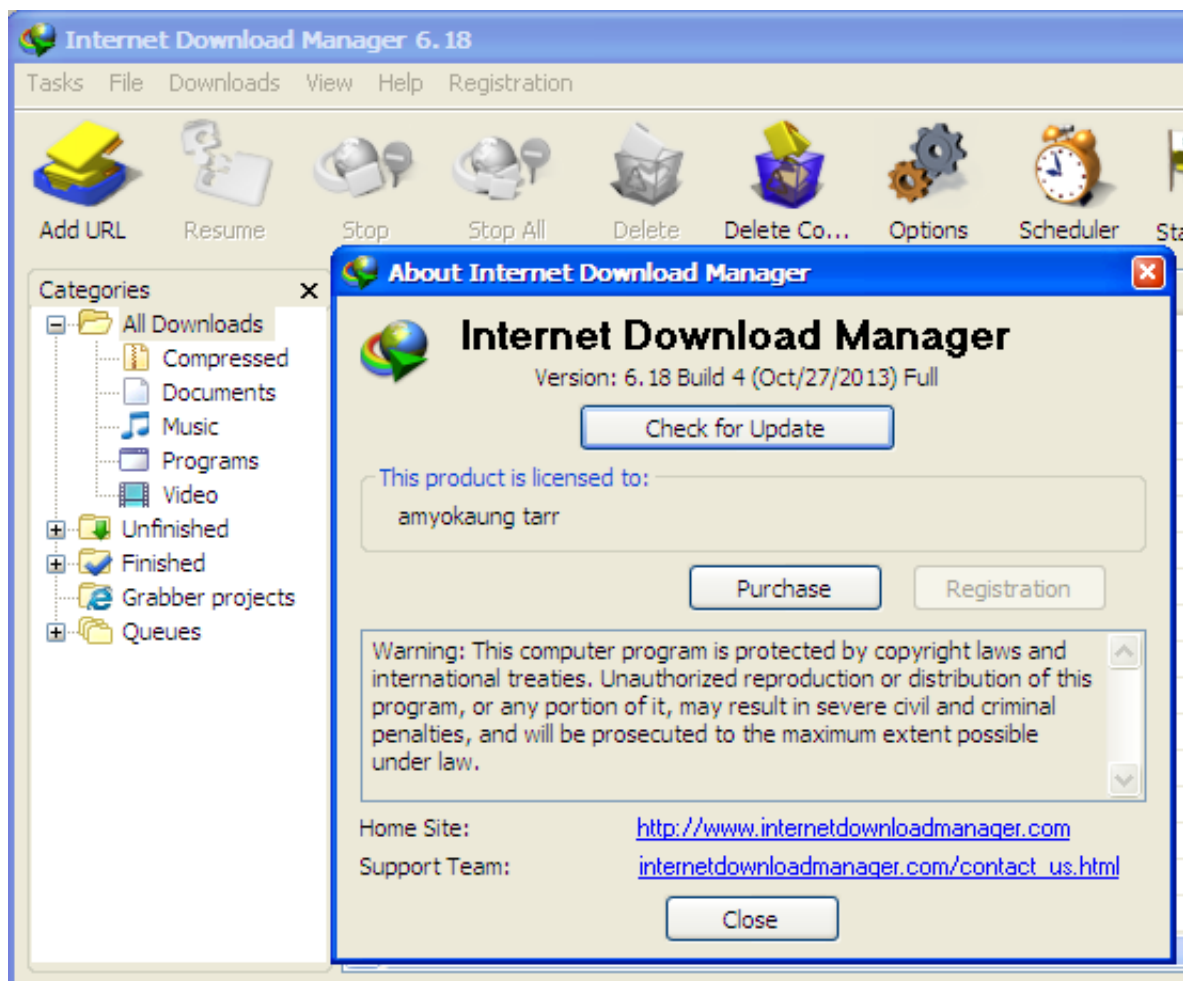 Internet Download Manager 6.18
Tasks File Downloads View Help Registration
Add URL Resume Stop Stop All Delete Delete Co... Options Scheduler
Categories
All Downloads
Compressed
Documents
Music
Programs
Video
Unfinished
Finished
Grabber projects
Queues
About Internet Download Manager
Internet Download Manager
Version: 6.18 Build 4 (Oct/27/2013) Full
Check for Update
This product is licensed to:
amyokaung tarr
Purchase Registration
Warning: This computer program is protected by copyright laws and
international treaties. Unauthorized reproduction or distribution of this
program, or any portion of it, may result in severe civil and criminal
penalties, and will be prosecuted to the maximum extent possible
under law.
Home Site: http://www.internetdownloadmanager.com
Support Team: internetdownloadmanager.com/contact_us.html
Close